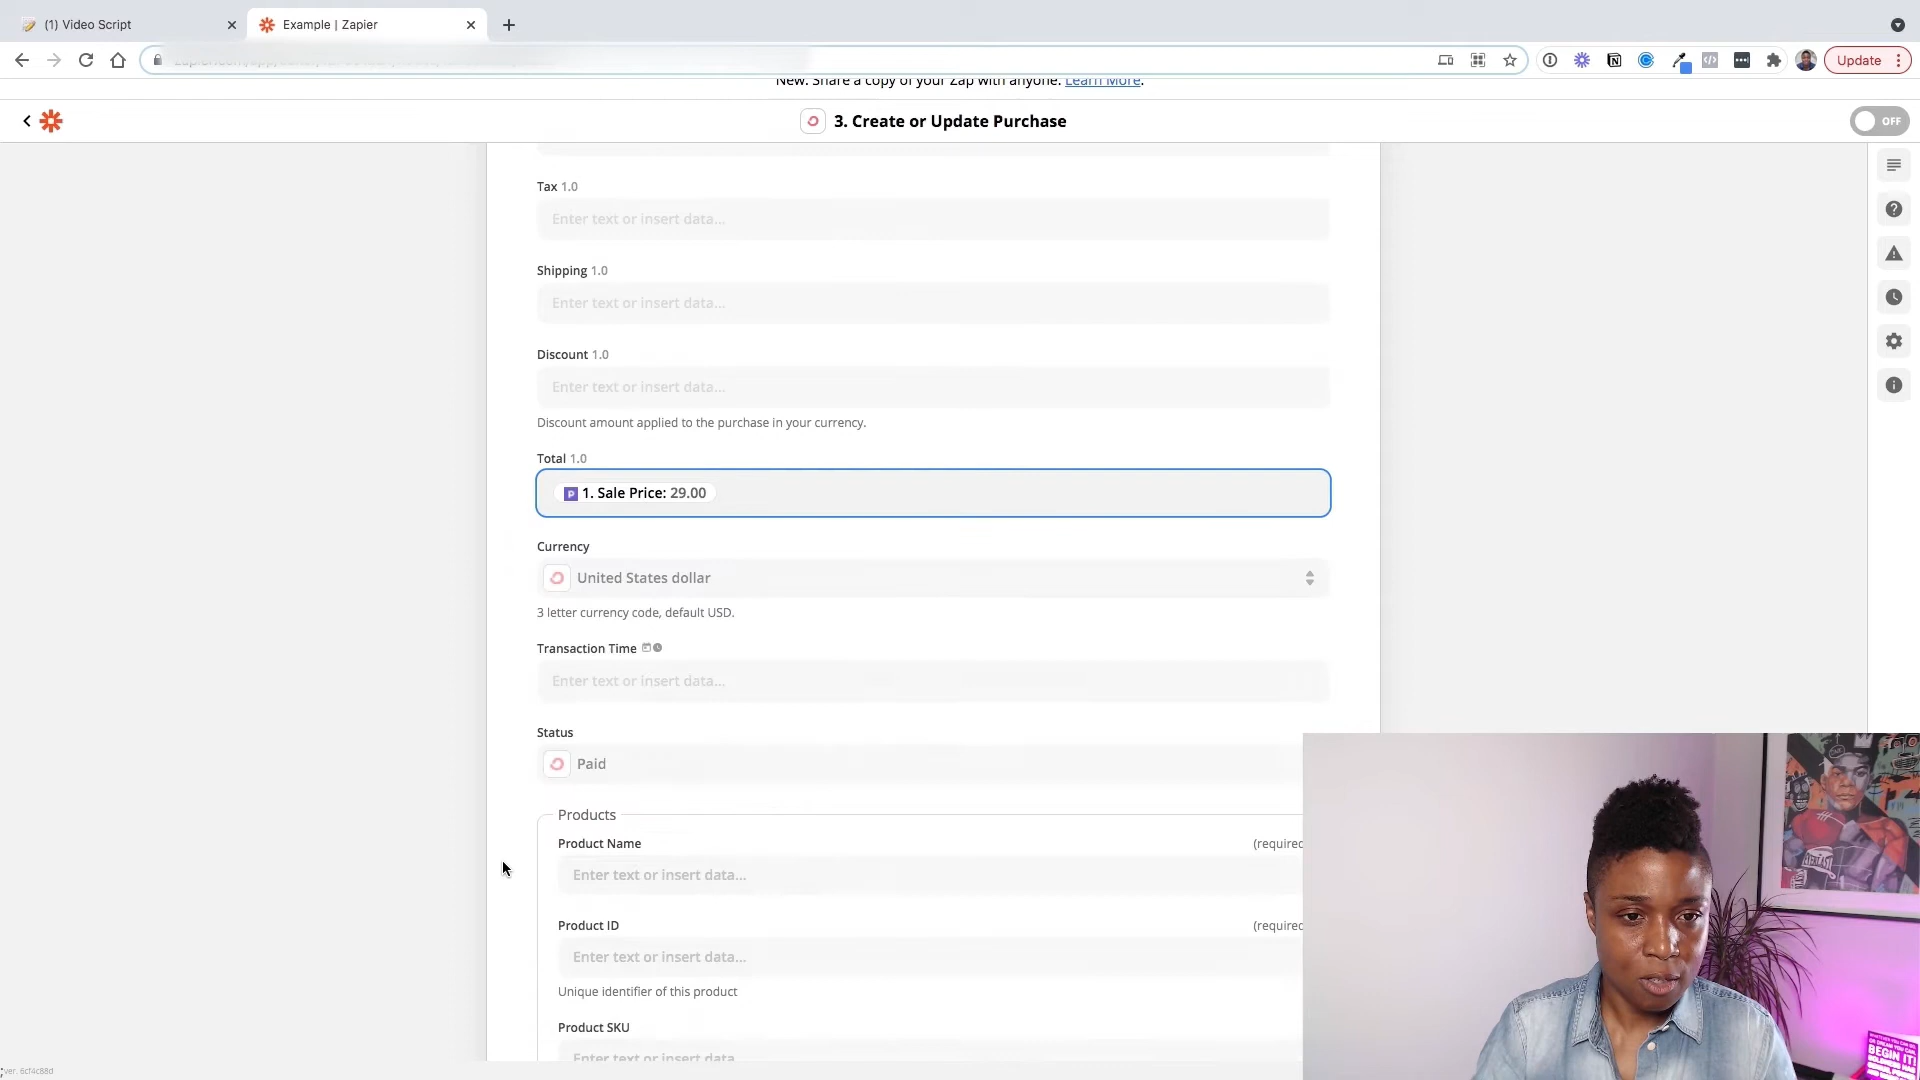 (1) Video Script
Example | Zapier
Update
New: Share a copy of your Zap with anyone. Learn More.
3. Create or Update Purchase
OFF
Tax 1.0
Enter text or insert data...
Shipping 1.0
Enter text or insert data...
Discount 1.0
Enter text or insert data...
Discount amount applied to the purchase in your currency.
Total 1.0
1. Sale Price: 29.00
Currency
United States dollar
3 letter currency code, default USD.
Transaction Time
Enter text or insert data...
Status
Paid
Products
Product Name
(required
Enter text or insert data...
Product ID
(required
Enter text or insert data...
Unique identifier of this product
Product SKU
Enter text or insert data
ver. 6cf4c88d
BEGIN IT!